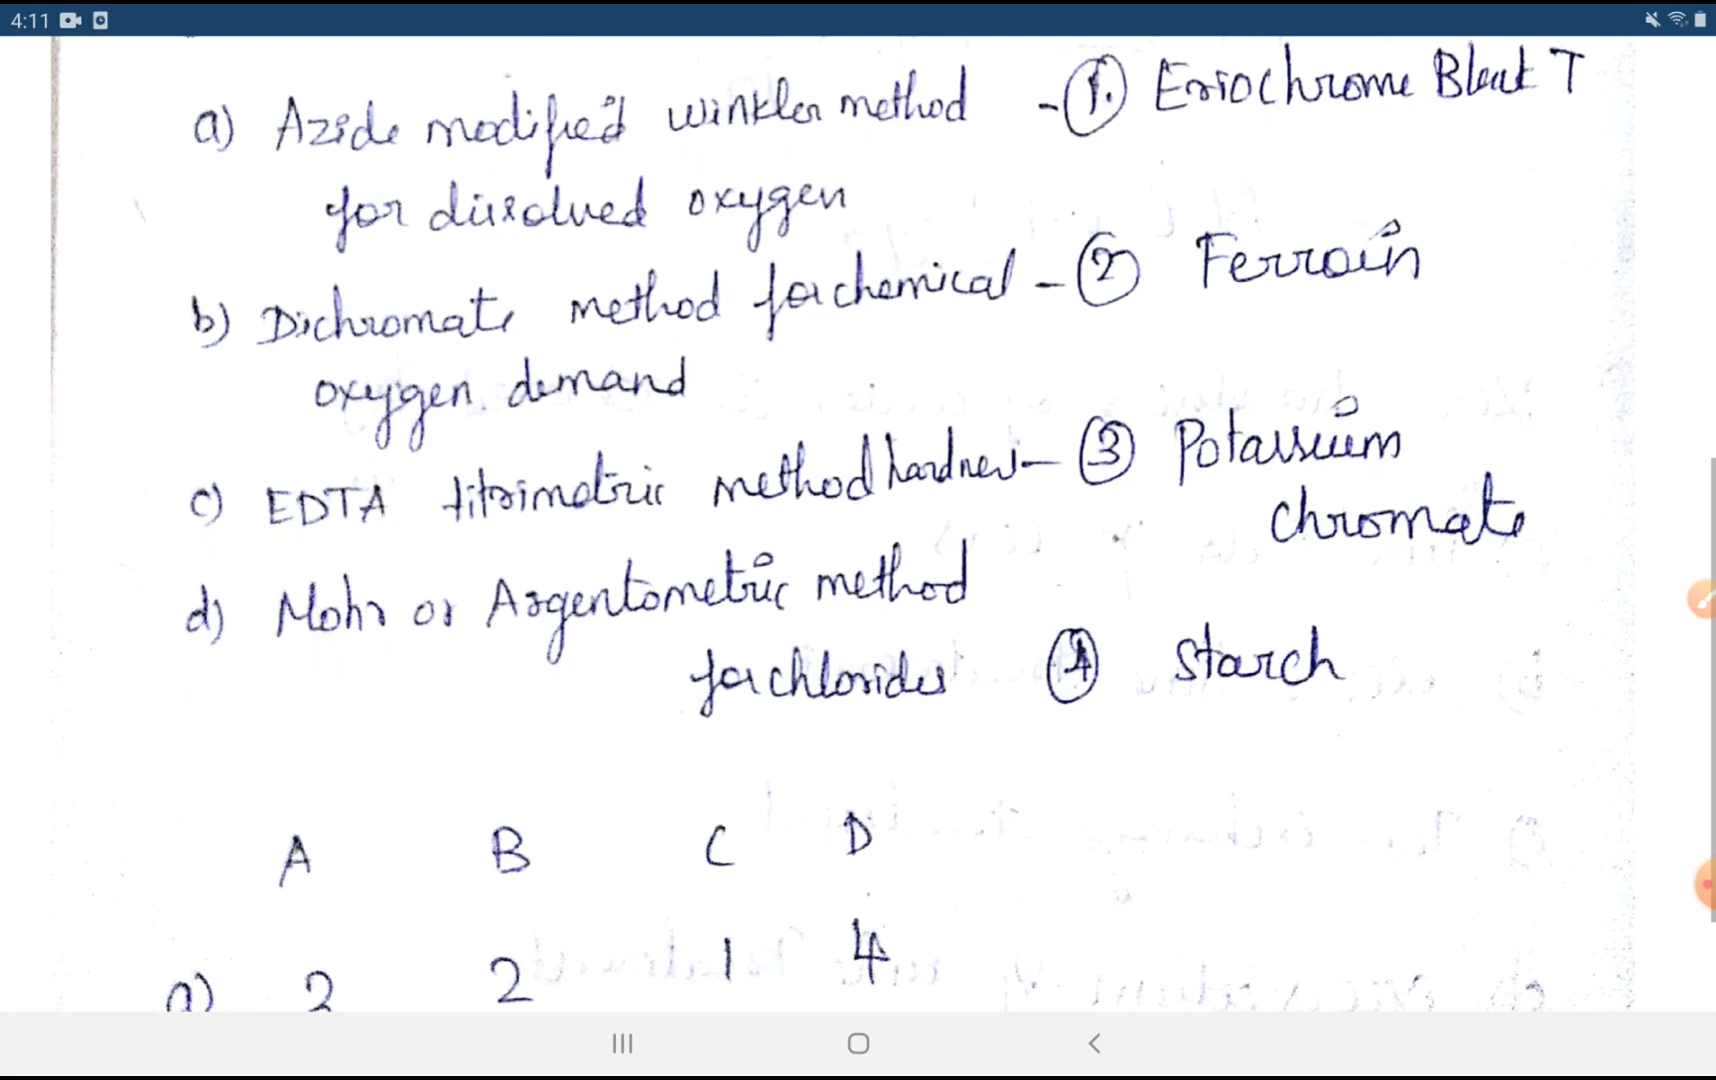 4:11
a) Azide modified winkler method - 1. Eriochrome Black T
for dissolved oxygen
b) Dichromate method for chemical - 2 Ferroin
oxygen demand
c) EDTA titrimetric method hardness - 3 Potassium
chromate
d) Mohr or Argentometric method
for chlorides 4 Starch
A B C D
a) 3 2 1 4